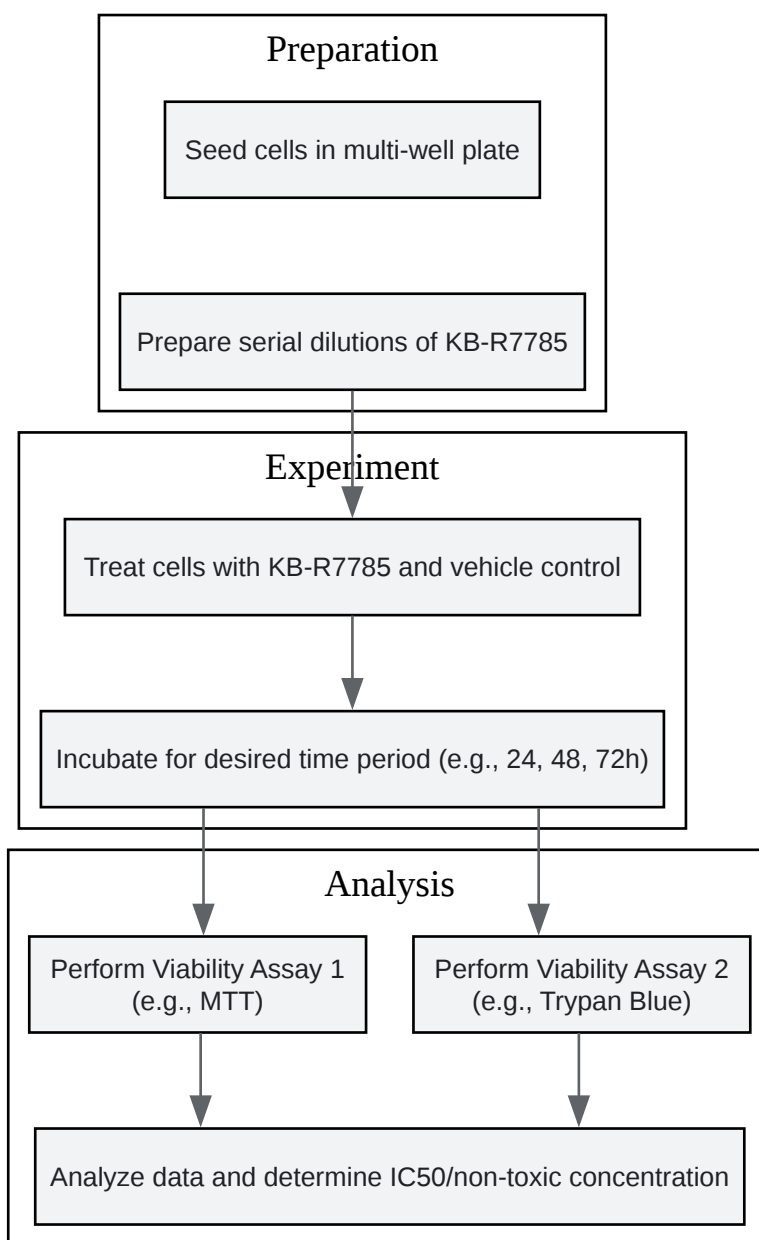 Preparation
Seed cells in multi-well plate
Prepare serial dilutions of KB-R7785
Experiment
Treat cells with KB-R7785 and vehicle control
Incubate for desired time period (e.g., 24, 48, 72h)
Analysis
Perform Viability Assay 1
(e.g., MTT)
Perform Viability Assay 2
(e.g., Trypan Blue)
Analyze data and determine IC50/non-toxic concentration